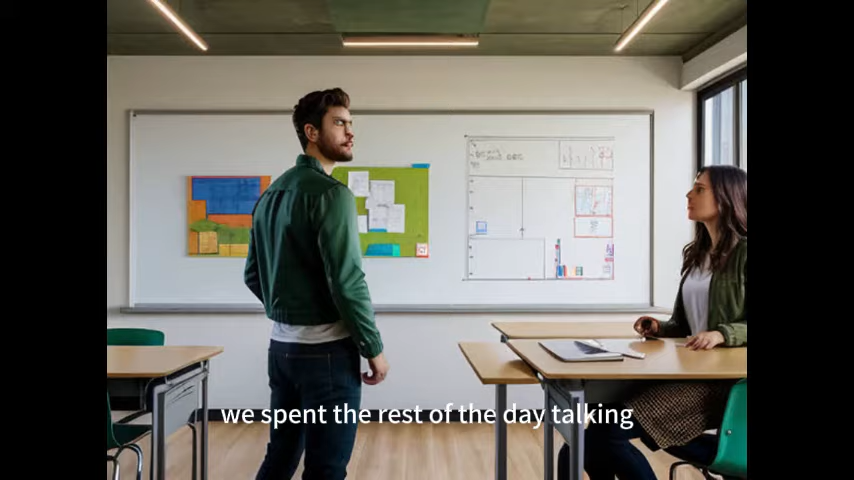 we spent the rest of the day talking